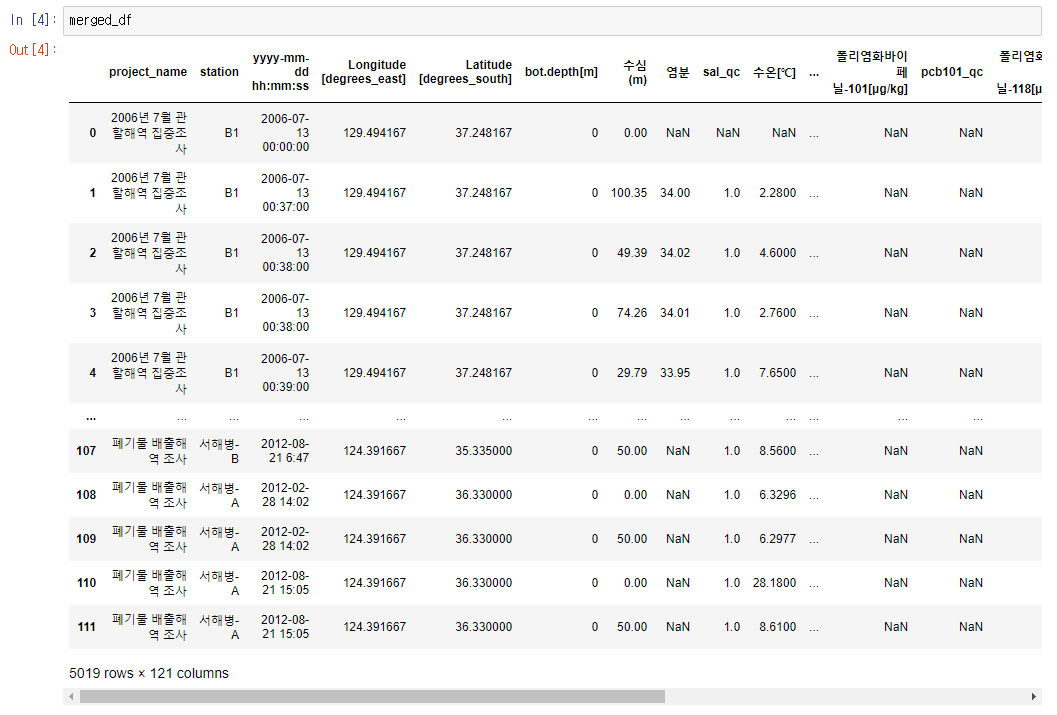 In [4]: merged_df
Out[4]:
project_name station yyyy-mm-dd hh:mm:ss Longitude [degrees_east] Latitude [degrees_south] bot.depth[m] 수심 (m) 염분 sal_qc 수온[℃] ... 폴리염화바이페닐-101[μg/kg] pcb101_qc 폴리염화 닐-118[μ
0 2006년 7월 관할해역 집중조사 B1 2006-07-13 00:00:00 129.494167 37.248167 0 0.00 NaN NaN NaN ... NaN NaN
1 2006년 7월 관할해역 집중조사 B1 2006-07-13 00:37:00 129.494167 37.248167 0 100.35 34.00 1.0 2.2800 ... NaN NaN
2 2006년 7월 관할해역 집중조사 B1 2006-07-13 00:38:00 129.494167 37.248167 0 49.39 34.02 1.0 4.6000 ... NaN NaN
3 2006년 7월 관할해역 집중조사 B1 2006-07-13 00:38:00 129.494167 37.248167 0 74.26 34.01 1.0 2.7600 ... NaN NaN
4 2006년 7월 관할해역 집중조사 B1 2006-07-13 00:39:00 129.494167 37.248167 0 29.79 33.95 1.0 7.6500 ... NaN NaN
... ... ... ... ... ... ... ... ... ... ... ... ... ...
107 폐기물 배출해역 조사 서해병-B 2012-08-21 6:47 124.391667 35.335000 0 50.00 NaN 1.0 8.5600 ... NaN NaN
108 폐기물 배출해역 조사 서해병-A 2012-02-28 14:02 124.391667 36.330000 0 0.00 NaN 1.0 6.3296 ... NaN NaN
109 폐기물 배출해역 조사 서해병-A 2012-02-28 14:02 124.391667 36.330000 0 50.00 NaN 1.0 6.2977 ... NaN NaN
110 폐기물 배출해역 조사 서해병-A 2012-08-21 15:05 124.391667 36.330000 0 0.00 NaN 1.0 28.1800 ... NaN NaN
111 폐기물 배출해역 조사 서해병-A 2012-08-21 15:05 124.391667 36.330000 0 50.00 NaN 1.0 8.6100 ... NaN NaN
5019 rows × 121 columns